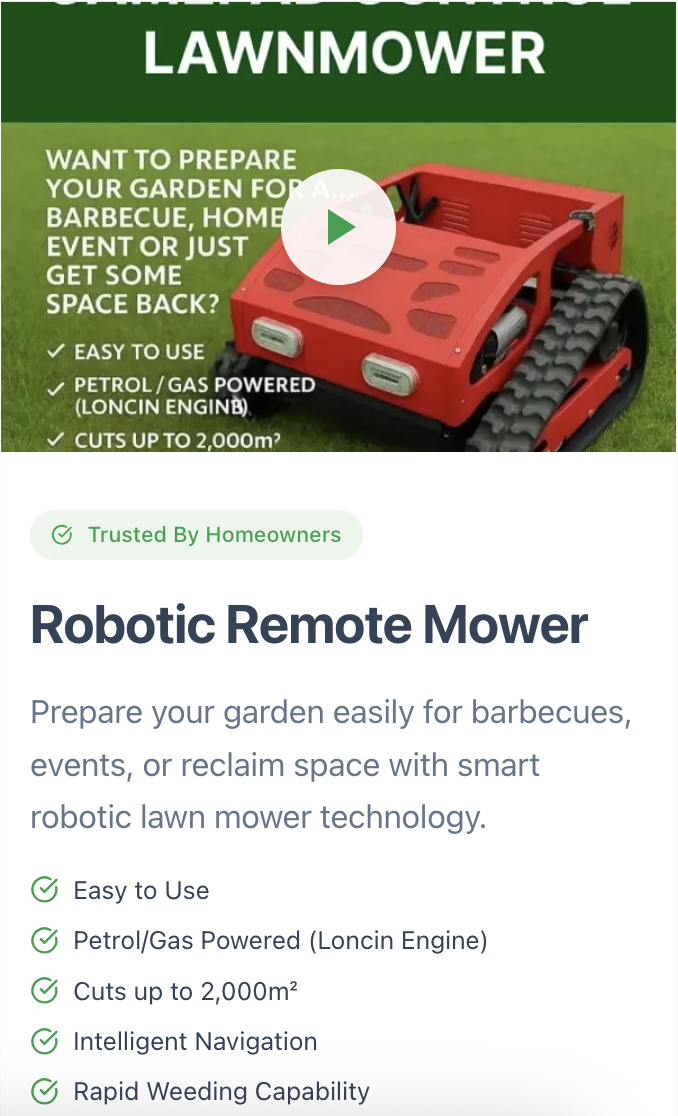 LAWNMOWER
WANT TO PREPARE
YOUR GARDEN FOR A...
BARBECUE, HOME
EVENT OR JUST
GET SOME
SPACE BACK?
✓ EASY TO USE
✓ PETROL / GAS POWERED
(LONCIN ENGINE)
✓ CUTS UP TO 2,000m²
Trusted By Homeowners
Robotic Remote Mower
Prepare your garden easily for barbecues,
events, or reclaim space with smart
robotic lawn mower technology.
Easy to Use
Petrol/Gas Powered (Loncin Engine)
Cuts up to 2,000m²
Intelligent Navigation
Rapid Weeding Capability